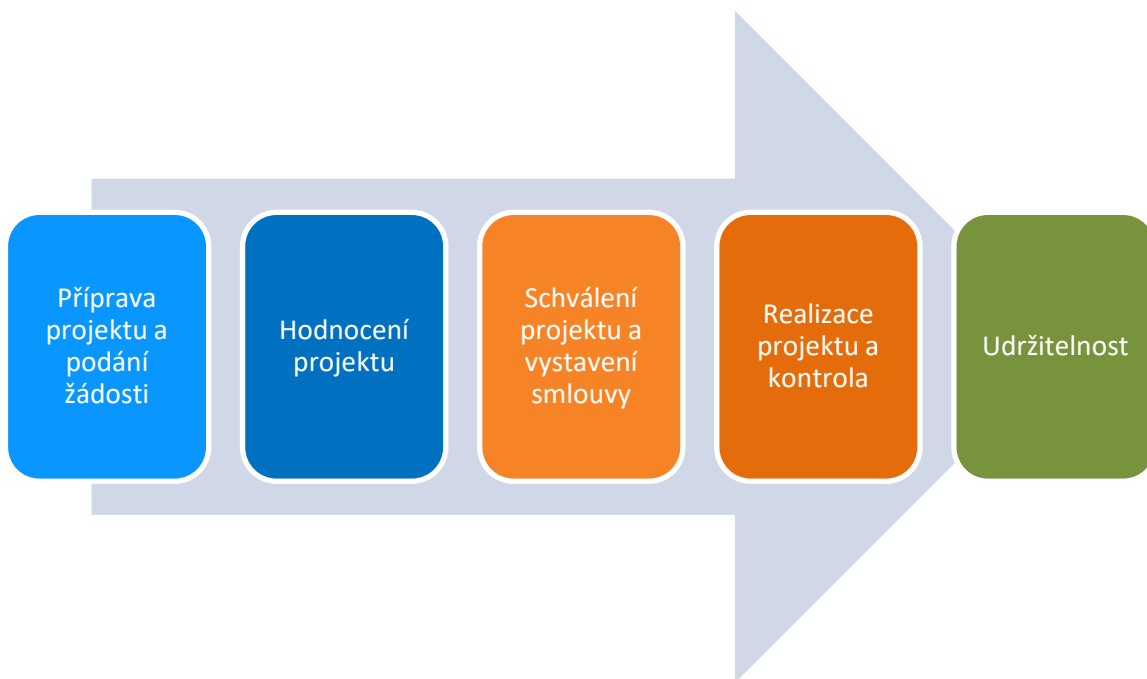 Příprava
projektu a
podání
žádosti
Hodnocení
projektu
Schválení
projektu a
vystavení
smlouvy
Realizace
projektu a
kontrola
Udržitelnost